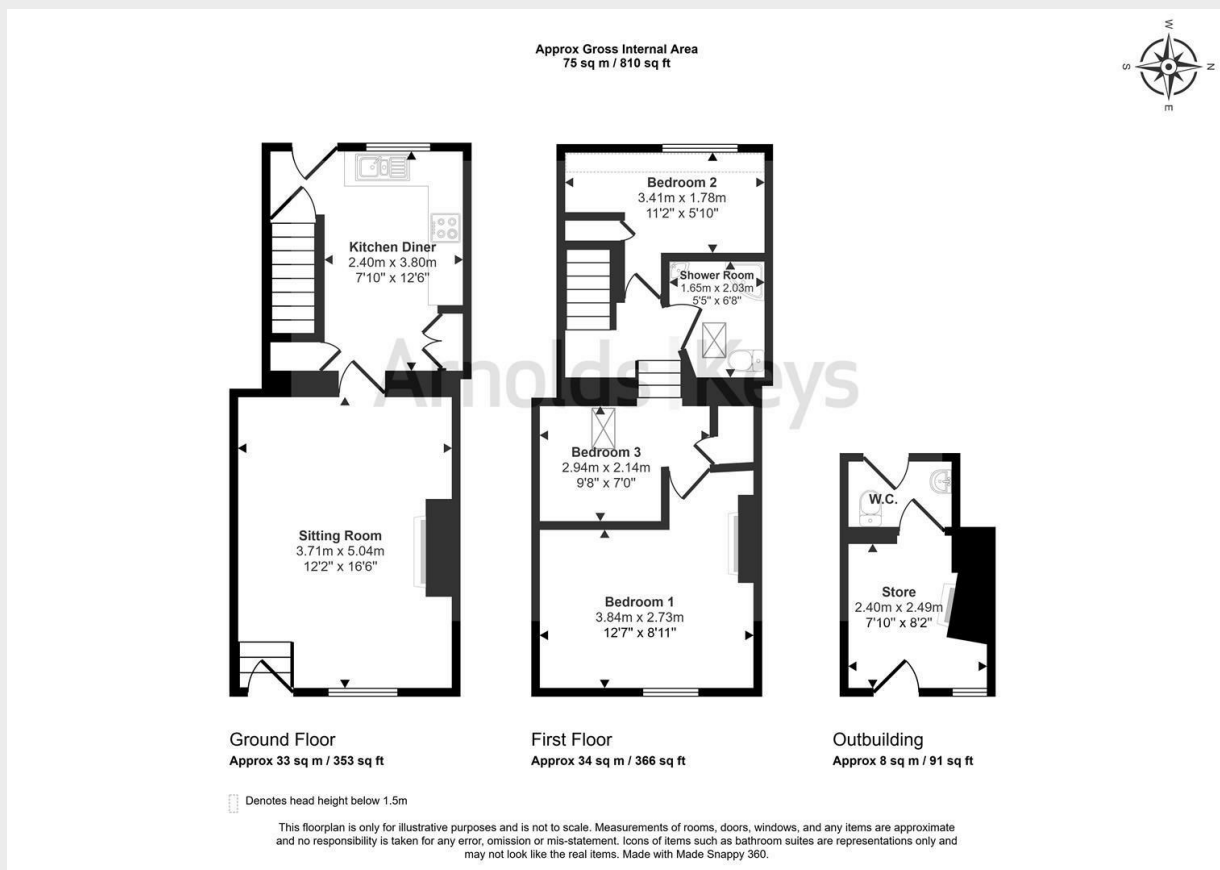 Approx Gross Internal Area
75 sq m / 810 sq ft
W
S
N
E
Kitchen Diner
2.40m x 3.80m
7'10" x 12'6"
Sitting Room
3.71m x 5.04m
12'2" x 16'6"
Bedroom 2
3.41m x 1.78m
11'2" x 5'10"
Shower Room
1.65m x 2.03m
5'5" x 6'8"
Bedroom 3
2.94m x 2.14m
9'8" x 7'0"
Bedroom 1
3.84m x 2.73m
12'7" x 8'11"
W.C.
Store
2.40m x 2.49m
7'10" x 8'2"
Arnolds | Keys
Ground Floor
Approx 33 sq m / 353 sq ft
First Floor
Approx 34 sq m / 366 sq ft
Outbuilding
Approx 8 sq m / 91 sq ft
Denotes head height below 1.5m
This floorplan is only for illustrative purposes and is not to scale. Measurements of rooms, doors, windows, and any items are approximate
and no responsibility is taken for any error, omission or mis-statement. Icons of items such as bathroom suites are representations only and
may not look like the real items. Made with Made Snappy 360.